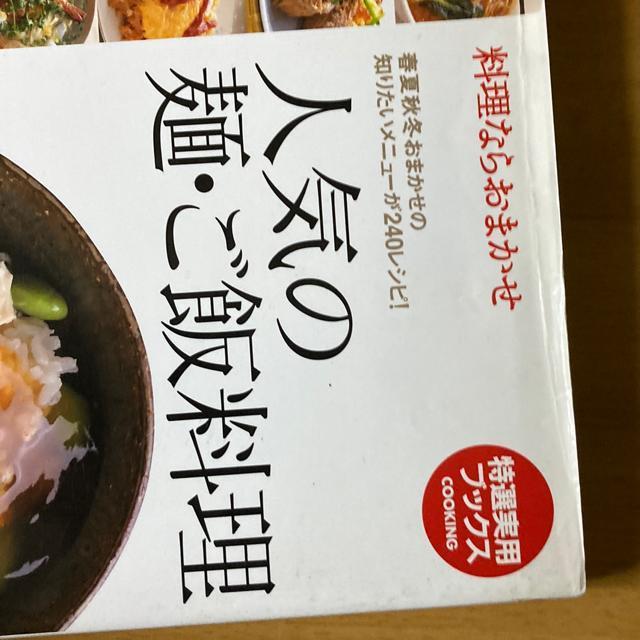 料理ならおまかせ
春夏秋冬おまかせの
知りたいメニューが240レシピ!
人気の
麺・ご飯料理
特選実用
ブックス
COOKING